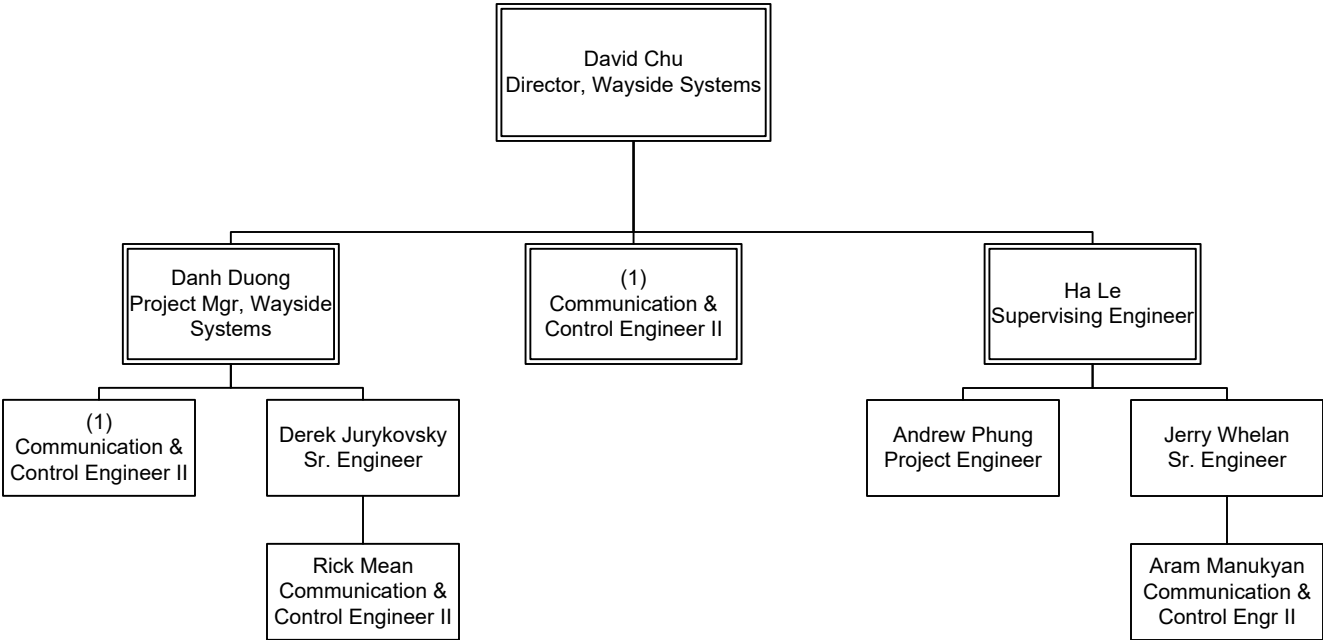 David Chu
Director, Wayside Systems
Danh Duong
Project Mgr, Wayside
Systems
(1)
Communication &
Control Engineer II
Ha Le
Supervising Engineer
(1)
Communication &
Control Engineer II
Derek Jurykovsky
Sr. Engineer
Andrew Phung
Project Engineer
Jerry Whelan
Sr. Engineer
Rick Mean
Communication &
Control Engineer II
Aram Manukyan
Communication &
Control Engr II